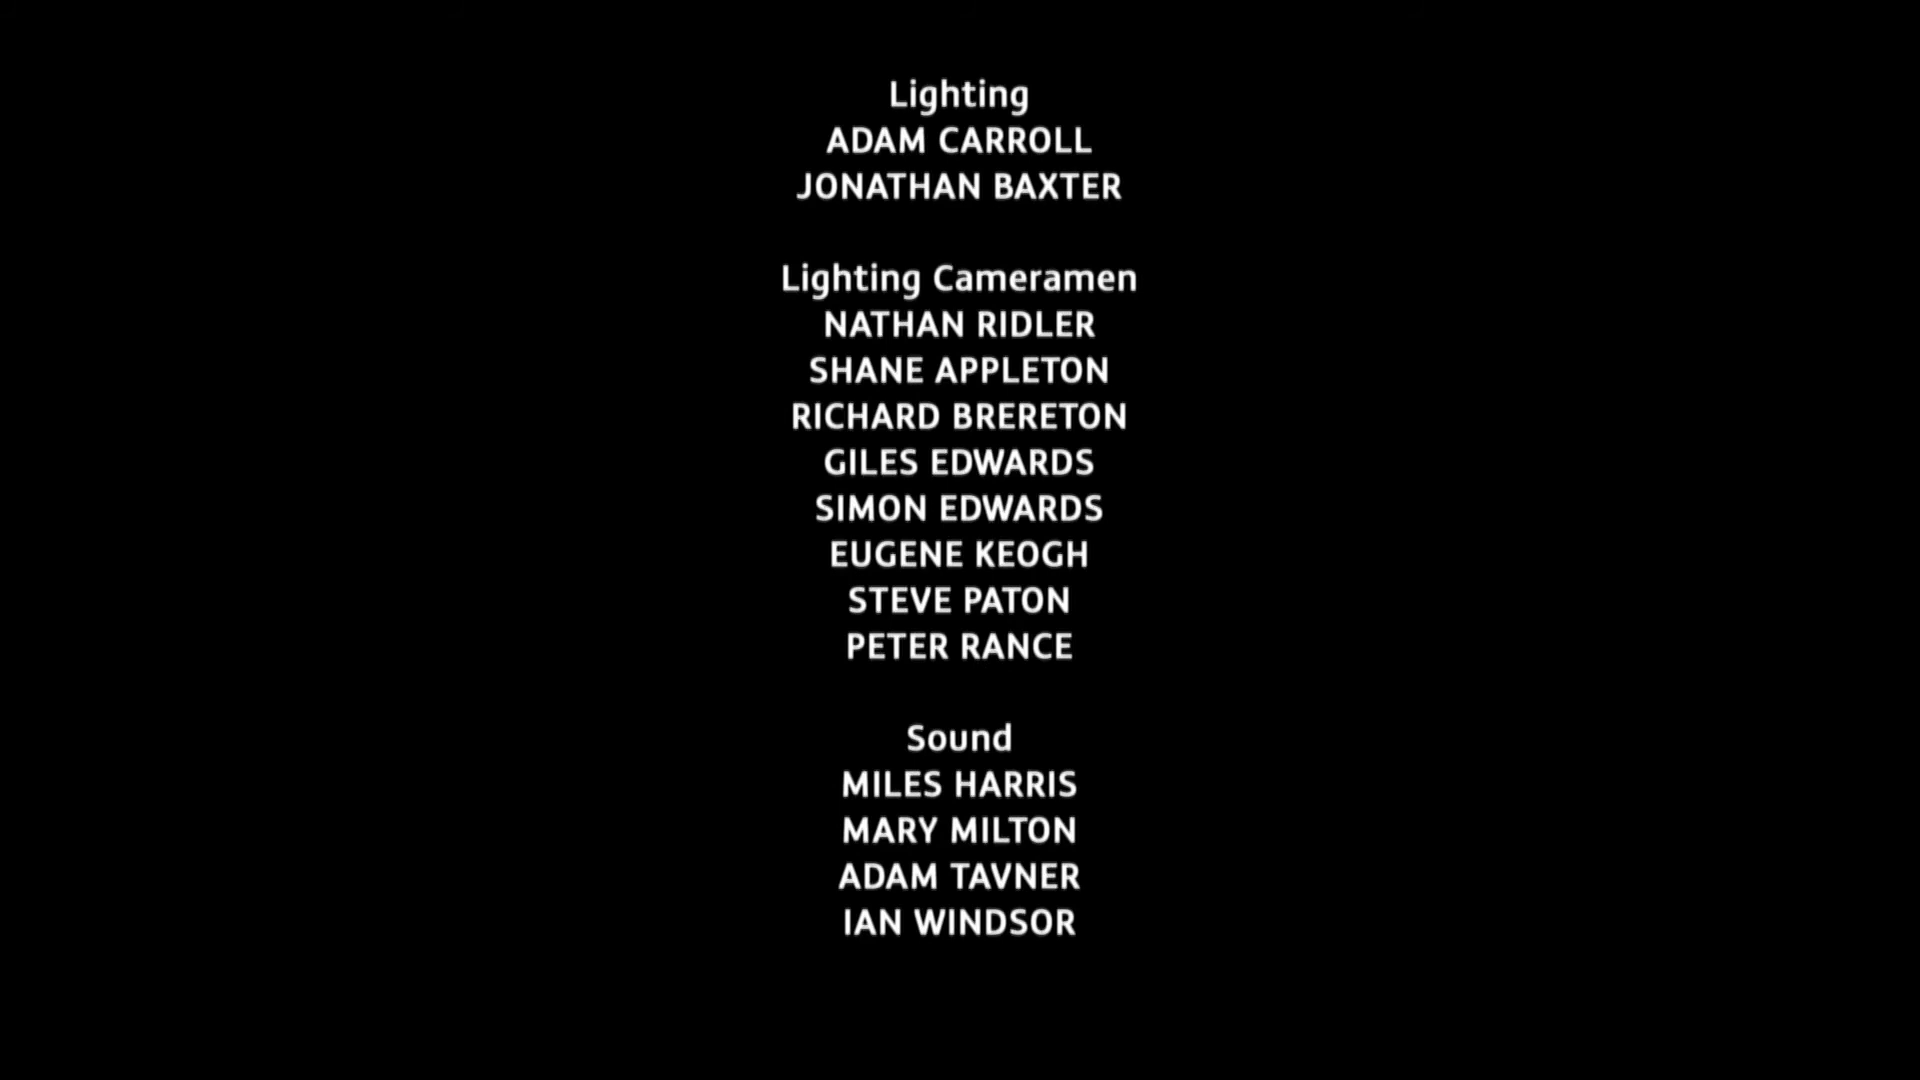 Lighting
ADAM CARROLL
JONATHAN BAXTER
Lighting Cameramen
NATHAN RIDLER
SHANE APPLETON
RICHARD BRERETON
GILES EDWARDS
SIMON EDWARDS
EUGENE KEOGH
STEVE PATON
PETER RANCE
Sound
MILES HARRIS
MARY MILTON
ADAM TAVNER
IAN WINDSOR